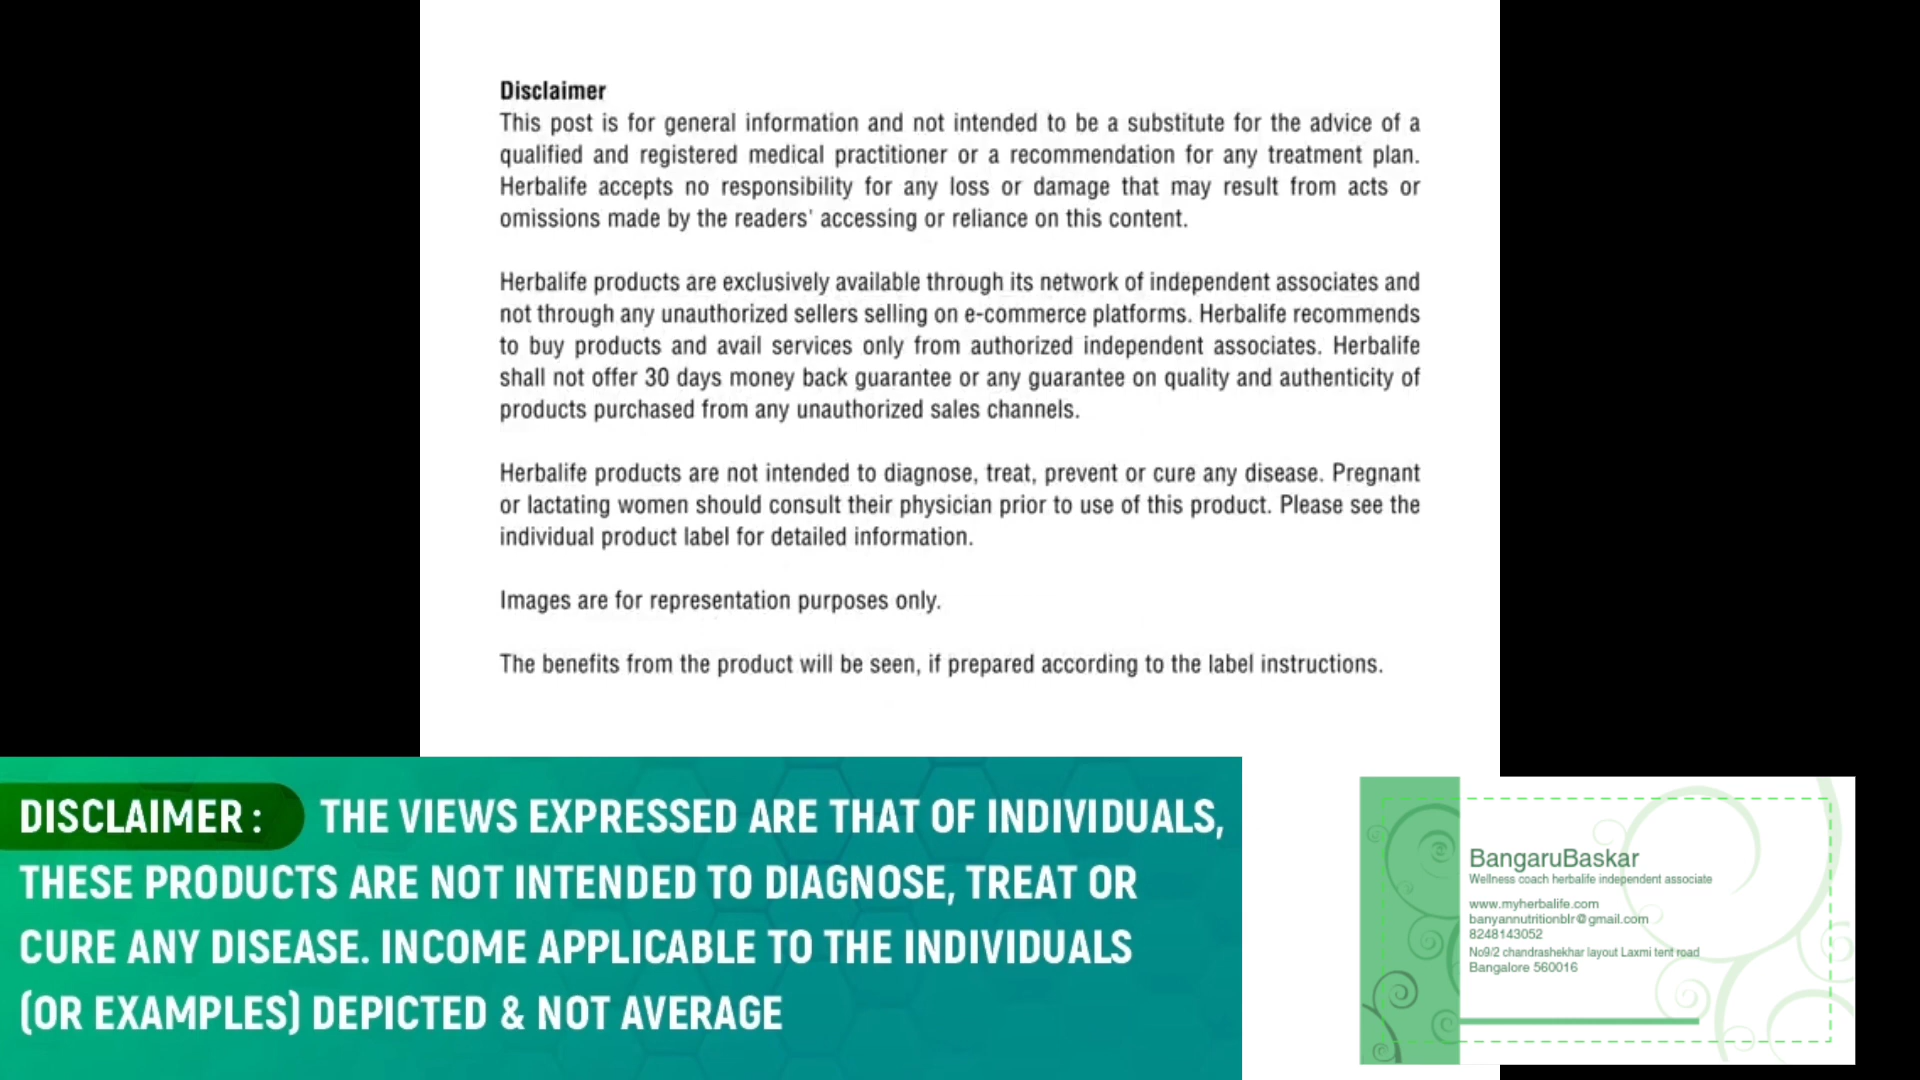 Disclaimer
This post is for general information and not intended to be a substitute for the advice of a
qualified and registered medical practitioner or a recommendation for any treatment plan.
Herbalife accepts no responsibility for any loss or damage that may result from acts or
omissions made by the readers' accessing or reliance on this content.
Herbalife products are exclusively available through its network of independent associates and
not through any unauthorized sellers selling on e-commerce platforms. Herbalife recommends
to buy products and avail services only from authorized independent associates. Herbalife
shall not offer 30 days money back guarantee or any guarantee on quality and authenticity of
products purchased from any unauthorized sales channels.
Herbalife products are not intended to diagnose, treat, prevent or cure any disease. Pregnant
or lactating women should consult their physician prior to use of this product. Please see the
individual product label for detailed information.
Images are for representation purposes only.
The benefits from the product will be seen, if prepared according to the label instructions.
DISCLAIMER : THE VIEWS EXPRESSED ARE THAT OF INDIVIDUALS,
THESE PRODUCTS ARE NOT INTENDED TO DIAGNOSE, TREAT OR
CURE ANY DISEASE. INCOME APPLICABLE TO THE INDIVIDUALS
(OR EXAMPLES) DEPICTED & NOT AVERAGE
BangaruBaskar
Wellness coach herbalife independent associate
www.myherbalife.com
banyannutritionblr@gmail.com
8248143052
No9/2 chandrashekhar layout Laxmi tent road
Bangalore 560016